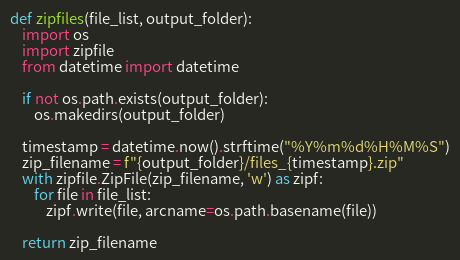 def zipfiles(file_list, output_folder):
    import os
    import zipfile
    from datetime import datetime

    if not os.path.exists(output_folder):
        os.makedirs(output_folder)

    timestamp = datetime.now().strftime("%Y%m%d%H%M%S")
    zip_filename = f"{output_folder}/files_{timestamp}.zip"
    with zipfile.ZipFile(zip_filename, 'w') as zipf:
        for file in file_list:
            zipf.write(file, arcname=os.path.basename(file))

    return zip_filename